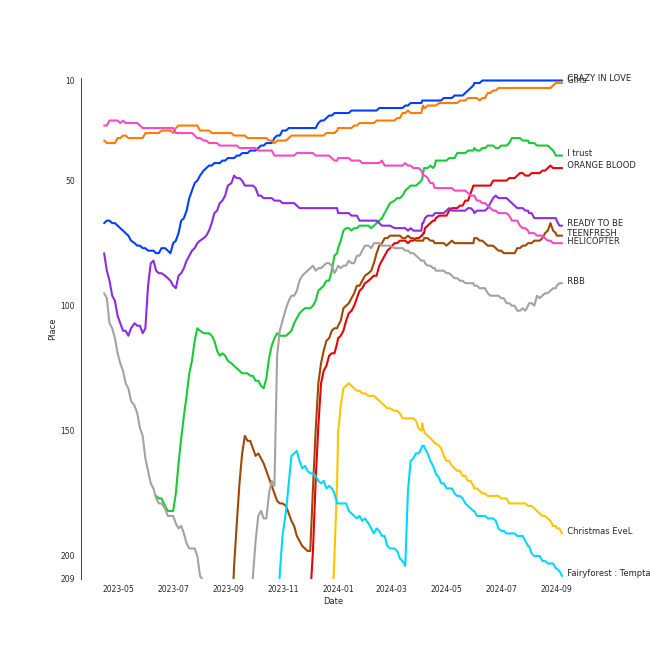 10
50
100
150
200
209
Place
2023-05
2023-07
2023-09
2023-11
2024-01
2024-03
2024-05
2024-07
2024-09
Date
CRAZY IN LOVE
I trust
ORANGE BLOOD
READY TO BE
TEENFRESH
HELICOPTER
RBB
Christmas EveL
Fairyforest : Tempta